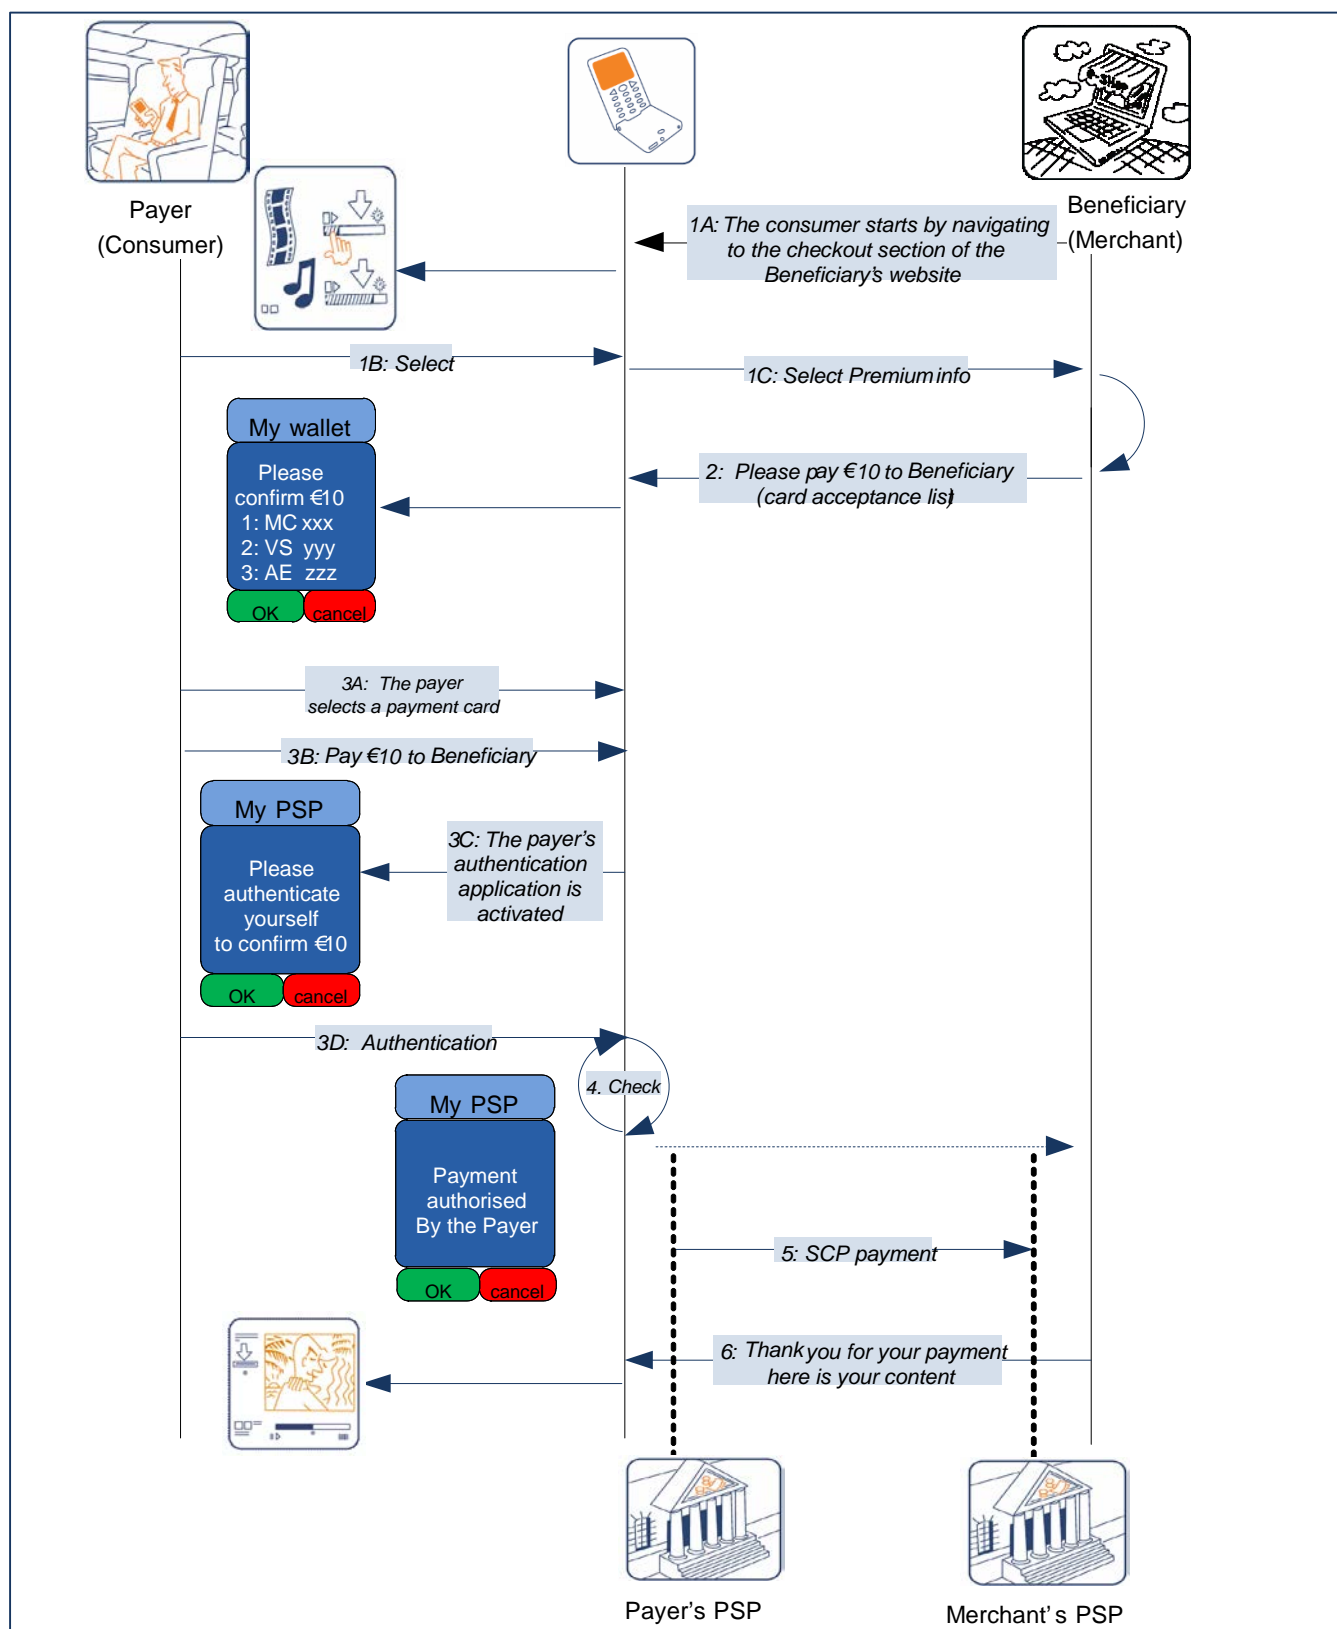 e-Shop
Payer
(Consumer)
Beneficiary
(Merchant)
1A: The consumer starts by navigating
to the checkout section of the
Beneficiary's website
1B: Select
1C: Select Premium info
My wallet
Please
confirm €10
1: MC xxx
2: VS yyy
3: AE zzz
OK
cancel
2: Please pay €10 to Beneficiary
(card acceptance list)
3A: The payer
selects a payment card
3B: Pay €10 to Beneficiary
My PSP
Please
authenticate
yourself
to confirm €10
OK
cancel
3C: The payer's
authentication
application is
activated
3D: Authentication
4. Check
My PSP
Payment
authorised
By the Payer
OK
cancel
5: SCP payment
6: Thank you for your payment
here is your content
Payer's PSP
Merchant's PSP